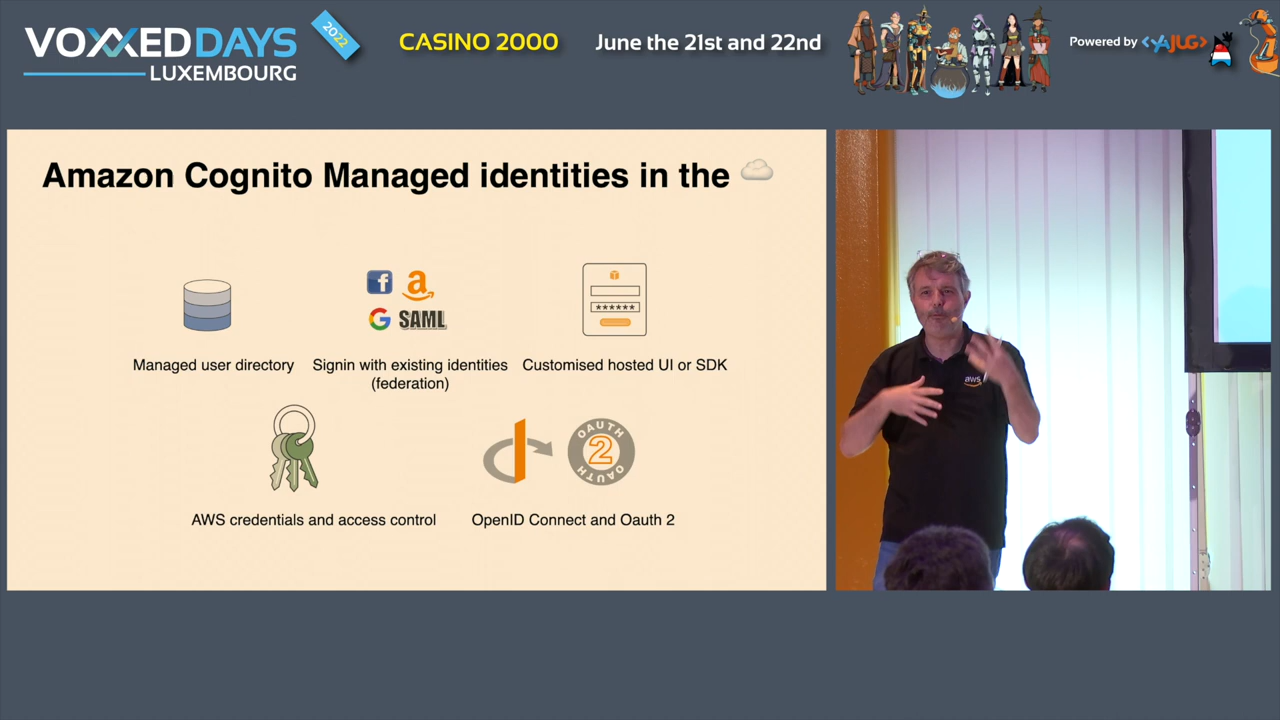 VOXXEDDAYS
LUXEMBOURG
2022
CASINO 2000
June the 21st and 22nd
Powered by <YAJUG>
Amazon Cognito Managed identities in the
f
a
G
SAML
******
Managed user directory
Signin with existing identities
(federation)
Customised hosted UI or SDK
OAUTH
2
OAUTH
AWS credentials and access control
OpenID Connect and Oauth 2
aws